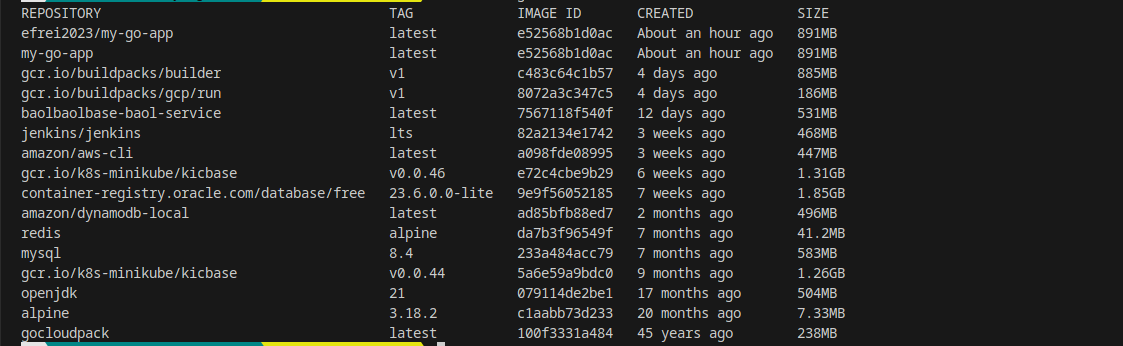 REPOSITORY TAG IMAGE ID CREATED SIZE
efrei2023/my-go-app latest e52568b1d0ac About an hour ago 891MB
my-go-app latest e52568b1d0ac About an hour ago 891MB
gcr.io/buildpacks/builder v1 c483c64c1b57 4 days ago 885MB
gcr.io/buildpacks/gcp/run v1 8072a3c347c5 4 days ago 186MB
baolbaolbase-baol-service latest 7567118f540f 12 days ago 531MB
jenkins/jenkins lts 82a2134e1742 3 weeks ago 468MB
amazon/aws-cli latest a098fde08995 3 weeks ago 447MB
gcr.io/k8s-minikube/kicbase v0.0.46 e72c4cbe9b29 6 weeks ago 1.31GB
container-registry.oracle.com/database/free 23.6.0.0-lite 9e9f56052185 7 weeks ago 1.85GB
amazon/dynamodb-local latest ad85bfb88ed7 2 months ago 496MB
redis alpine da7b3f96549f 7 months ago 41.2MB
mysql 8.4 233a484acc79 7 months ago 583MB
gcr.io/k8s-minikube/kicbase v0.0.44 5a6e59a9bdc0 9 months ago 1.26GB
openjdk 21 079114de2be1 17 months ago 504MB
alpine 3.18.2 c1aabb73d233 20 months ago 7.33MB
gocloudpack latest 100f3331a484 45 years ago 238MB